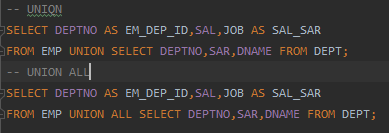 -- UNION
SELECT DEPTNO AS EM_DEP_ID,SAL,JOB AS SAL_SAR
FROM EMP UNION SELECT DEPTNO,SAR,DNAME FROM DEPT;
-- UNION ALL
SELECT DEPTNO AS EM_DEP_ID,SAL,JOB AS SAL_SAR
FROM EMP UNION ALL SELECT DEPTNO,SAR,DNAME FROM DEPT;